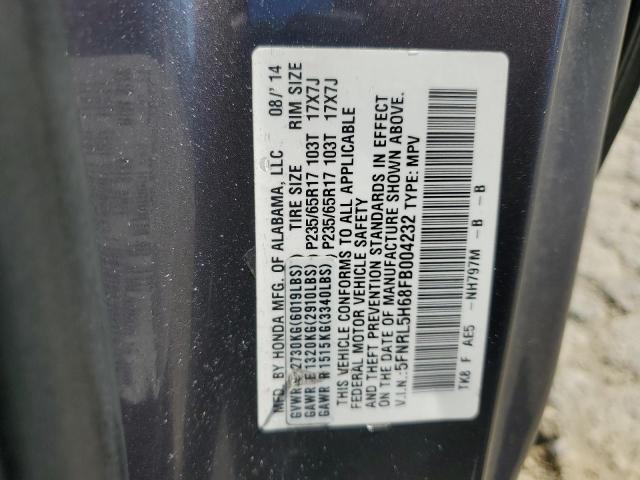 MFD. BY HONDA MFG. OF ALABAMA, LLC 08/'14
TIRE SIZE RIM SIZE
GVWR 2730KG(6019LBS)
GAWR F 1320KG(2910LBS) P235/65R17 103T 17X7J
GAWR R 1515KG(3340LBS) P235/65R17 103T 17X7J
THIS VEHICLE CONFORMS TO ALL APPLICABLE
FEDERAL MOTOR VEHICLE SAFETY
AND THEFT PREVENTION STANDARDS IN EFFECT
ON THE DATE OF MANUFACTURE SHOWN ABOVE.
V.I.N.:5FNRL5H68FB004232 TYPE: MPV
TK8 F AE5 -NH797M -B -B